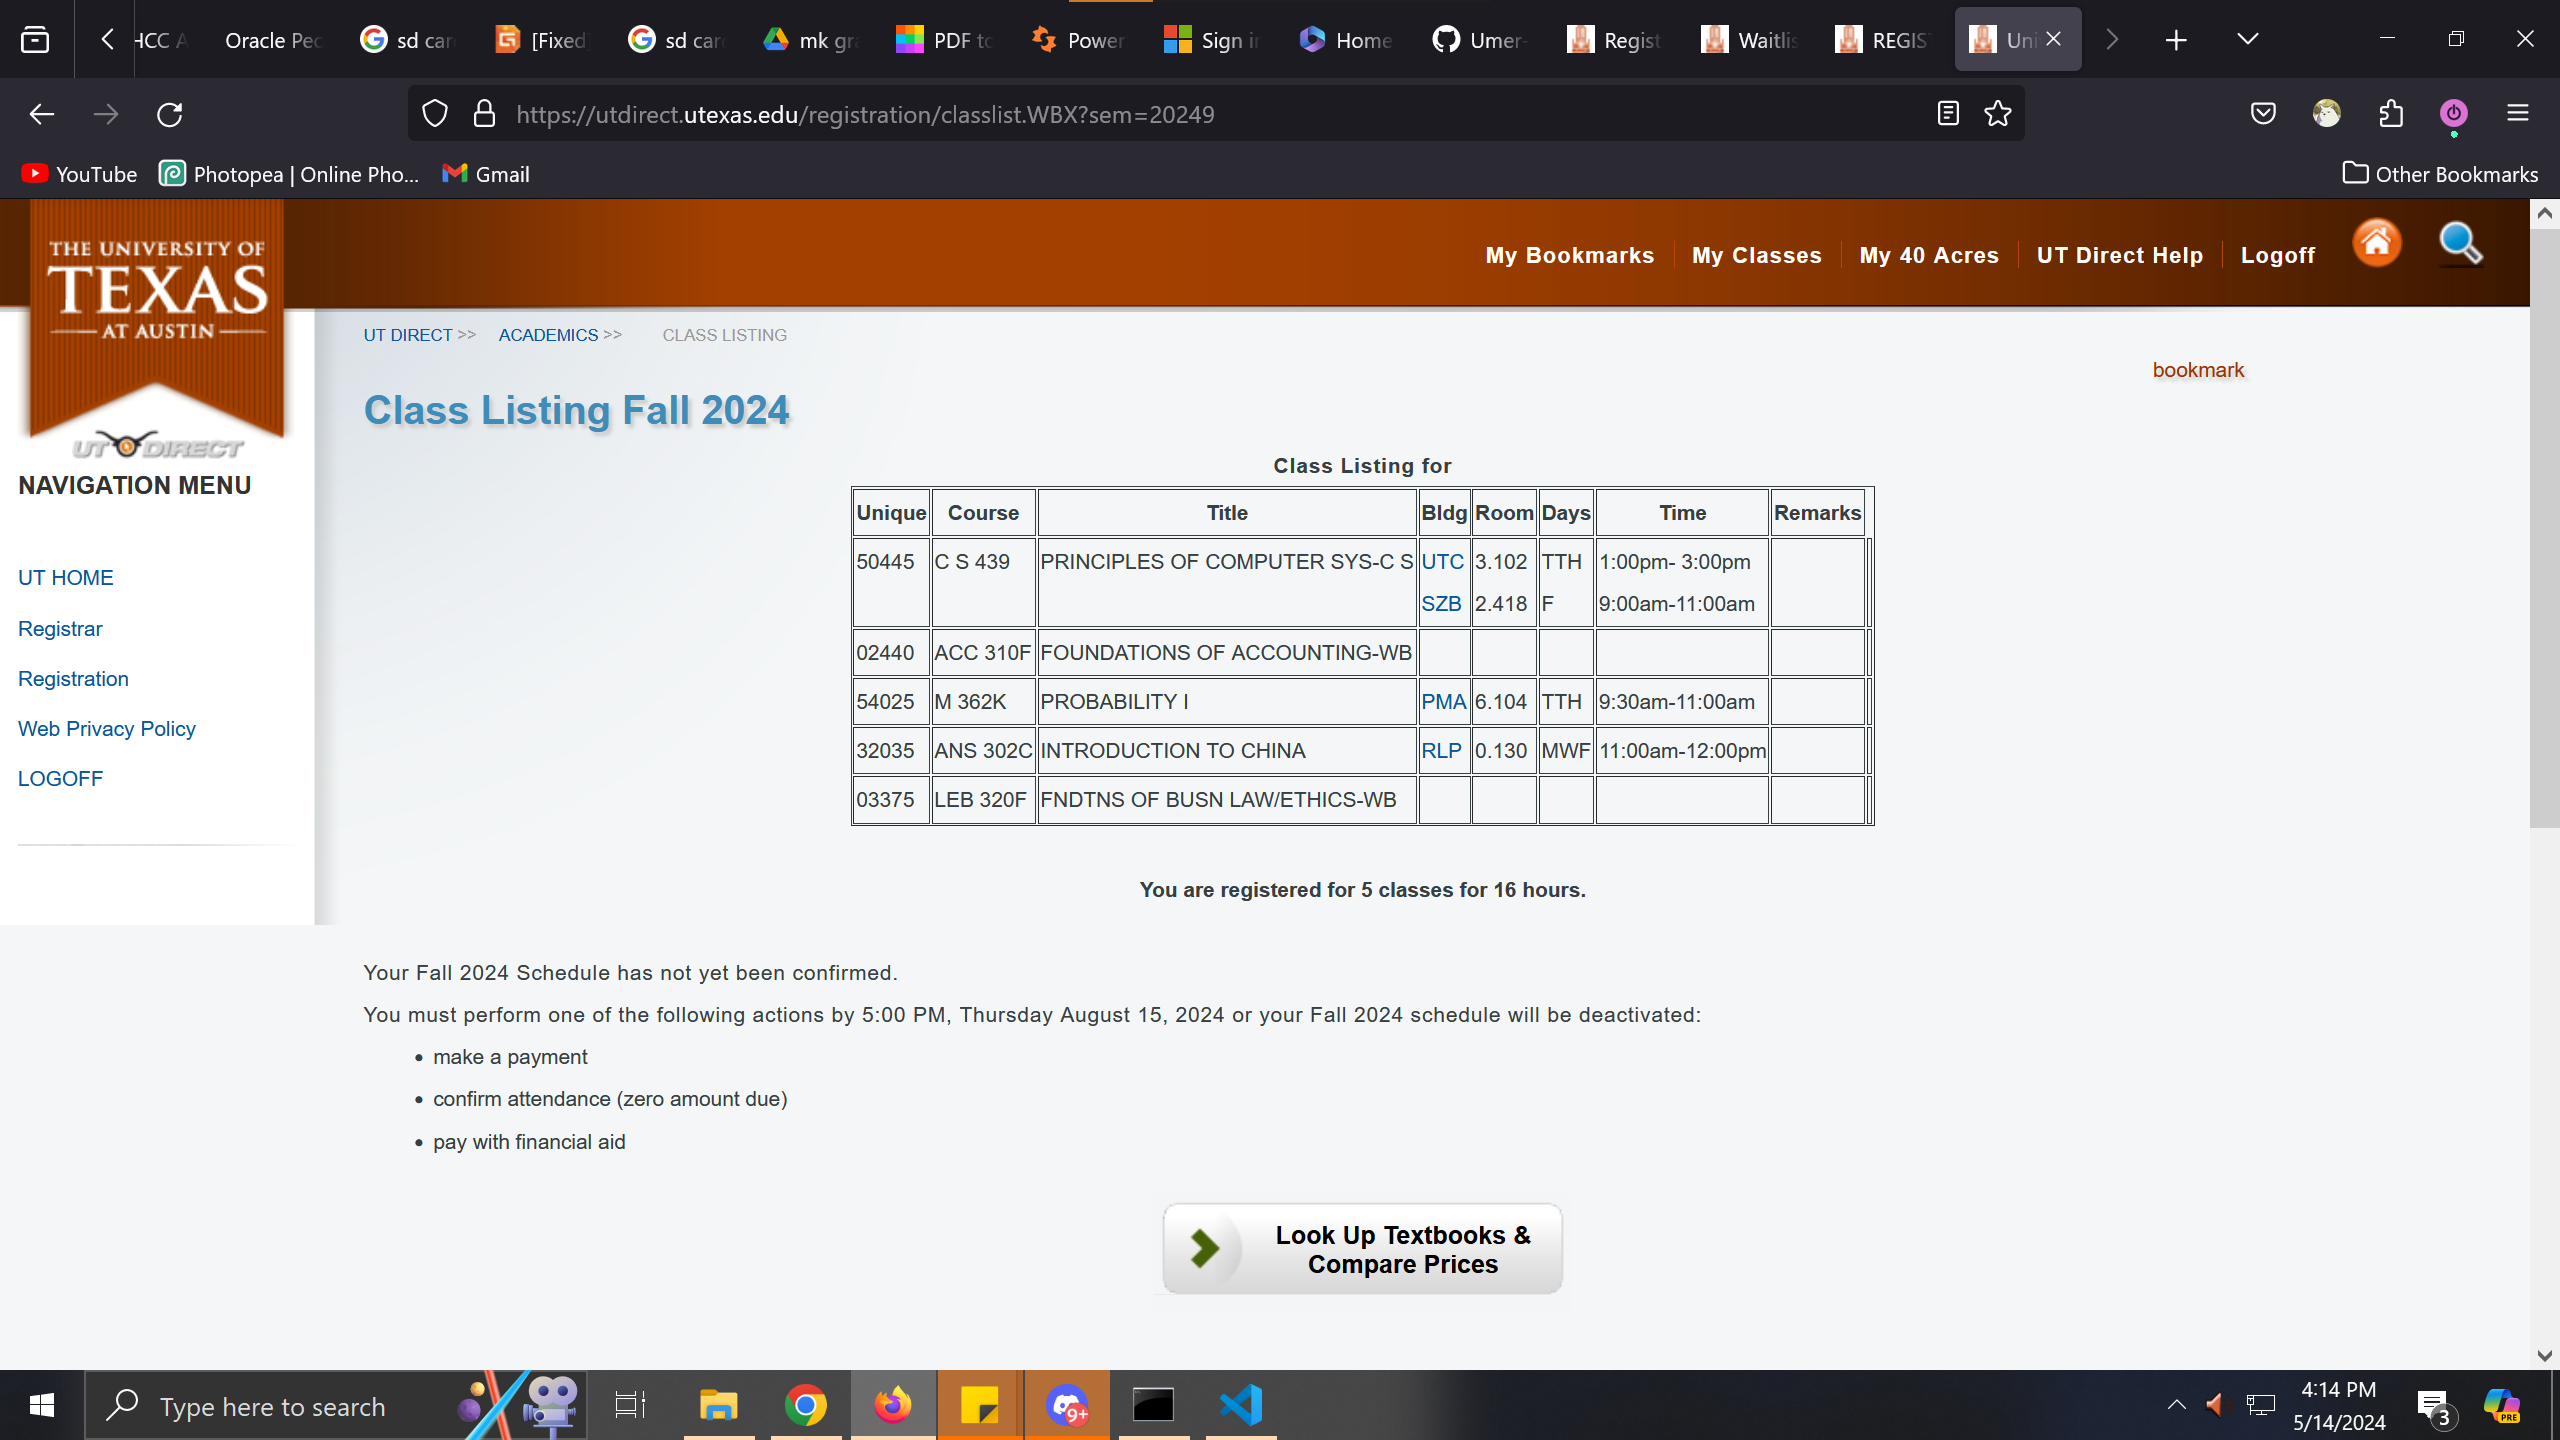 HCC A
Oracle Peo
sd car
[Fixed]
sd car
mk gra
PDF to
Power
Sign in
Home
Umer-
Regist
Waitlis
REGIS
Uni
https://utdirect.utexas.edu/registration/classlist.WBX?sem=20249
YouTube
Photopea | Online Pho...
Gmail
Other Bookmarks
THE UNIVERSITY OF
TEXAS
AT AUSTIN
UT DIRECT
My Bookmarks
My Classes
My 40 Acres
UT Direct Help
Logoff
NAVIGATION MENU
UT HOME
Registrar
Registration
Web Privacy Policy
LOGOFF
UT DIRECT >> ACADEMICS >> CLASS LISTING
bookmark
Class Listing Fall 2024
Class Listing for
Unique Course Title Bldg Room Days Time Remarks
50445 C S 439 PRINCIPLES OF COMPUTER SYS-C S UTC 3.102 TTH 1:00pm- 3:00pm
SZB 2.418 F 9:00am-11:00am
02440 ACC 310F FOUNDATIONS OF ACCOUNTING-WB
54025 M 362K PROBABILITY I PMA 6.104 TTH 9:30am-11:00am
32035 ANS 302C INTRODUCTION TO CHINA RLP 0.130 MWF 11:00am-12:00pm
03375 LEB 320F FNDTNS OF BUSN LAW/ETHICS-WB
You are registered for 5 classes for 16 hours.
Your Fall 2024 Schedule has not yet been confirmed.
You must perform one of the following actions by 5:00 PM, Thursday August 15, 2024 or your Fall 2024 schedule will be deactivated:
• make a payment
• confirm attendance (zero amount due)
• pay with financial aid
Look Up Textbooks &
Compare Prices
Type here to search
9+
4:14 PM
5/14/2024
3
PRE